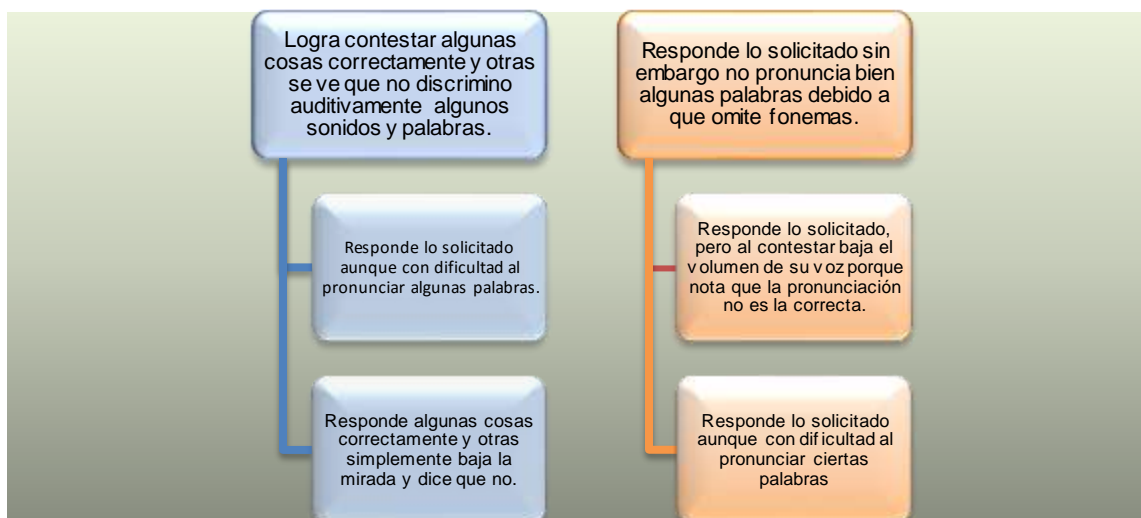 Logra contestar algunas
cosas correctamente y otras
se ve que no discrimino
auditivamente algunos
sonidos y palabras.
Responde lo solicitado
aunque con dificultad al
pronunciar algunas palabras.
Responde algunas cosas
correctamente y otras
simplemente baja la
mirada y dice que no.
Responde lo solicitado sin
embargo no pronuncia bien
algunas palabras debido a
que omite fonemas.
Responde lo solicitado,
pero al contestar baja el
volumen de su voz porque
nota que la pronunciación
no es la correcta.
Responde lo solicitado
aunque con dificultad al
pronunciar ciertas
palabras